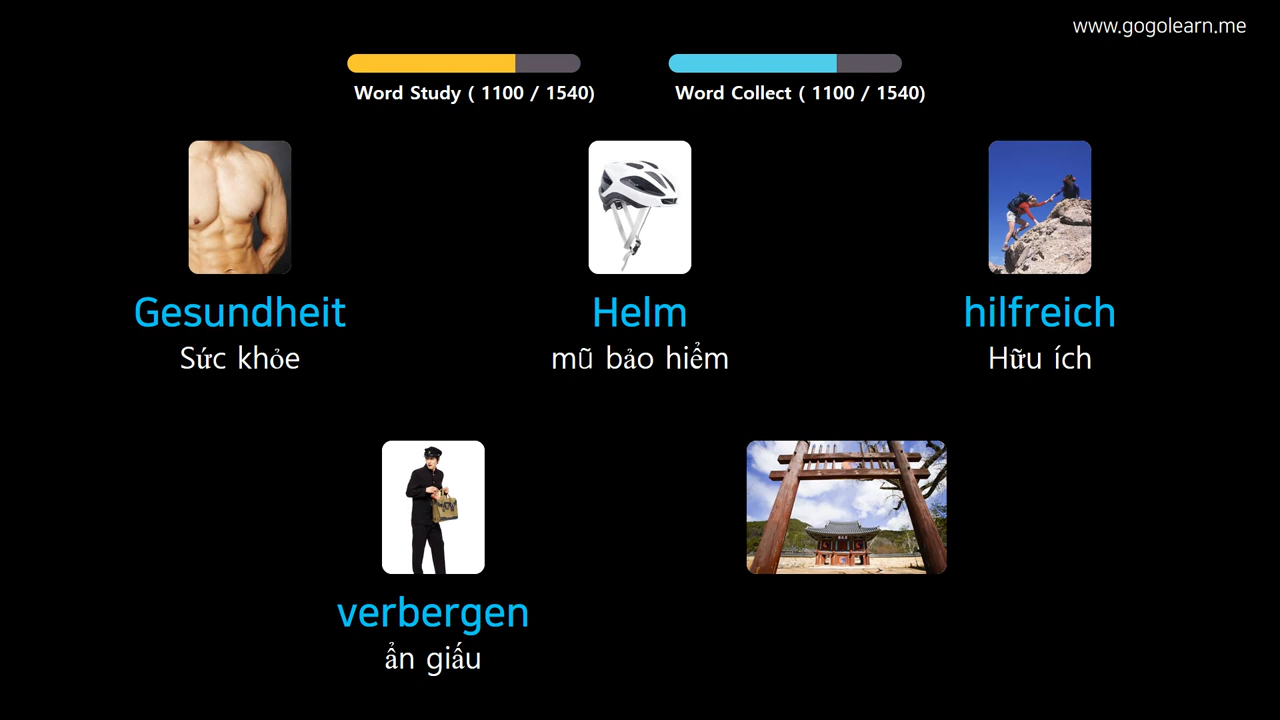 www.gogolearn.me
Word Study ( 1100 / 1540)
Word Collect ( 1100 / 1540)
Gesundheit
Sức khỏe
Helm
mũ bảo hiểm
hilfreich
Hữu ích
verbergen
ẩn giấu